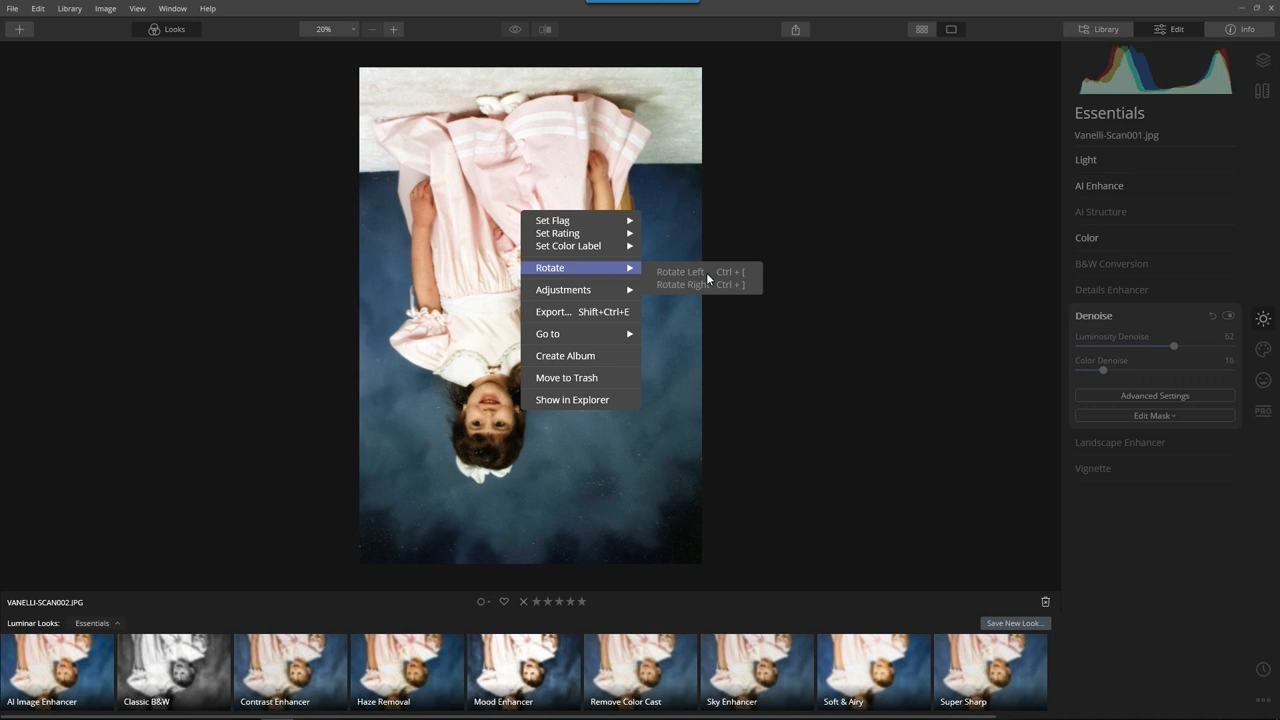 File Edit Library Image View Window Help
Looks 20% Library Edit Info
Essentials
Vanelli-Scan001.jpg
Light
AI Enhance
AI Structure
Color
B&W Conversion
Details Enhancer
Denoise
Luminosity Denoise 62
Color Denoise 16
Advanced Settings
Edit Mask
Landscape Enhancer
Vignette
PRO
Set Flag
Set Rating
Set Color Label
Rotate
Rotate Left Ctrl + [
Rotate Right Ctrl + ]
Adjustments
Export... Shift+Ctrl+E
Go to
Create Album
Move to Trash
Show in Explorer
VANELLI-SCAN002.JPG
Luminar Looks: Essentials Save New Look...
AI Image Enhancer Classic B&W Contrast Enhancer Haze Removal Mood Enhancer Remove Color Cast Sky Enhancer Soft & Airy Super Sharp